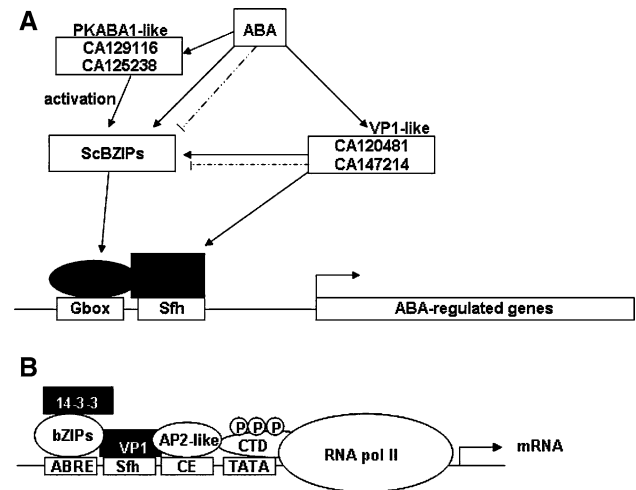 A
PKABA1-like
ABA
CA129116
CA125238
activation
VP1-like
ScBZIPs
CA120481
CA147214
Gbox
Sfh
ABA-regulated genes
B
14-3-3
bZIPs
VP1
AP2-like
P P P
CTD
RNA pol II
mRNA
ABRE
Sfh
CE
TATA